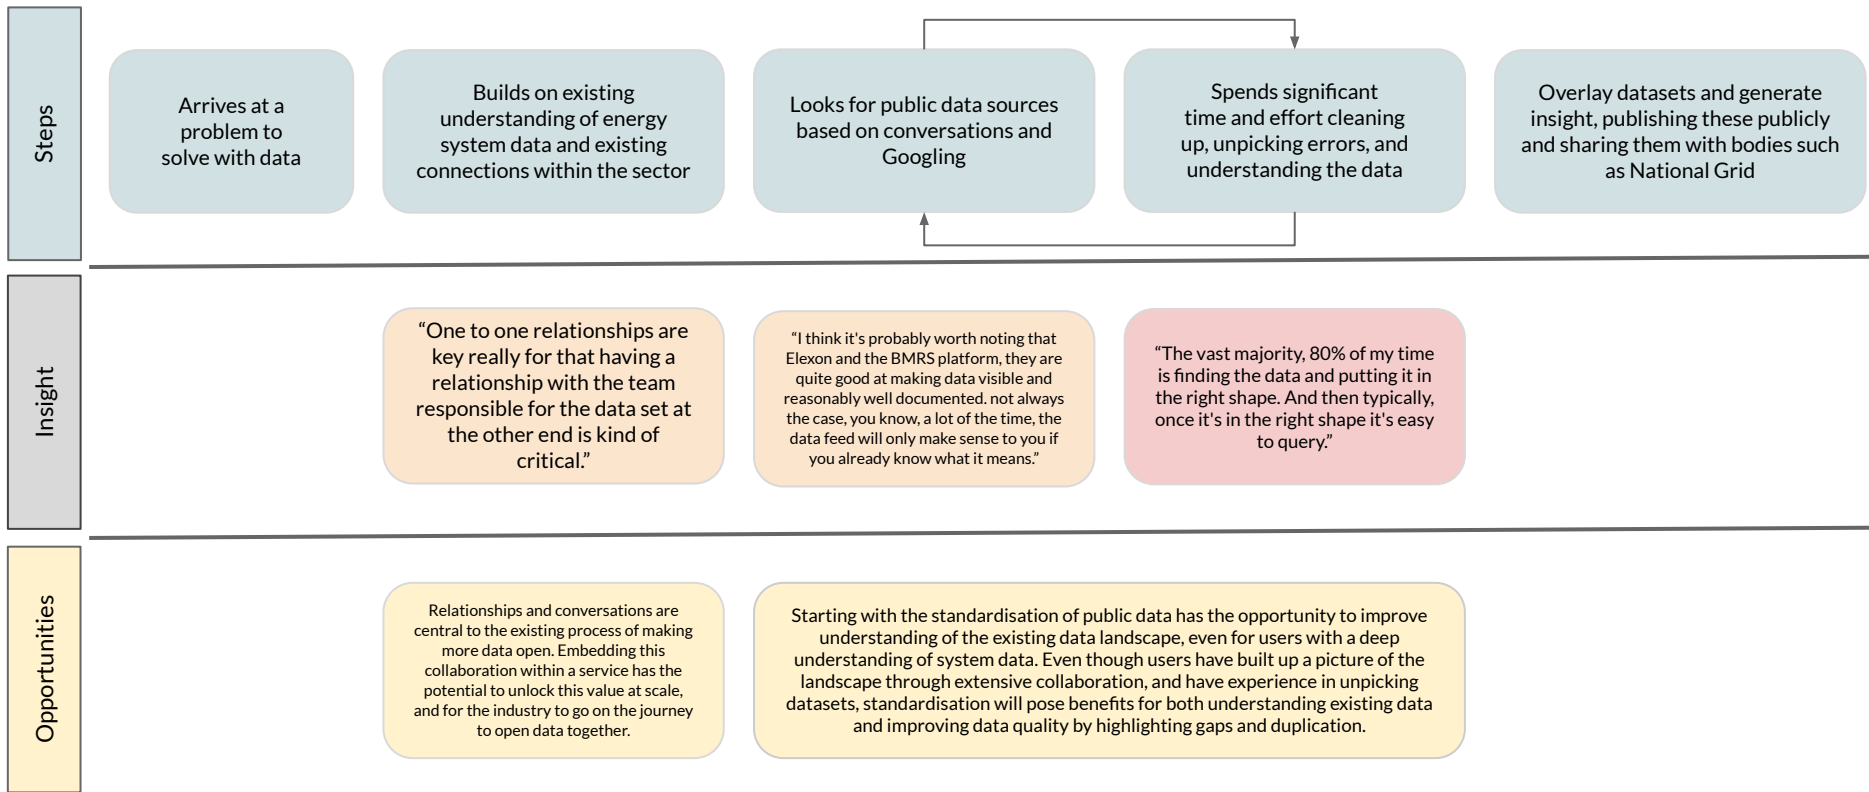 Steps
Arrives at a
problem to
solve with data
Builds on existing
understanding of energy
system data and existing
connections within the sector
Looks for public data sources
based on conversations and
Googling
Spends significant
time and effort cleaning
up, unpicking errors, and
understanding the data
Overlay datasets and generate
insight, publishing these publicly
and sharing them with bodies such
as National Grid
Insight
“One to one relationships are
key really for that having a
relationship with the team
responsible for the data set at
the other end is kind of
critical.”
“I think it's probably worth noting that
Elexon and the BMRS platform, they are
quite good at making data visible and
reasonably well documented. not always
the case, you know, a lot of the time, the
data feed will only make sense to you if
you already know what it means.”
“The vast majority, 80% of my time
is finding the data and putting it in
the right shape. And then typically,
once it's in the right shape it's easy
to query.”
Opportunities
Relationships and conversations are
central to the existing process of making
more data open. Embedding this
collaboration within a service has the
potential to unlock this value at scale,
and for the industry to go on the journey
to open data together.
Starting with the standardisation of public data has the opportunity to improve
understanding of the existing data landscape, even for users with a deep
understanding of system data. Even though users have built up a picture of the
landscape through extensive collaboration, and have experience in unpicking
datasets, standardisation will pose benefits for both understanding existing data
and improving data quality by highlighting gaps and duplication.